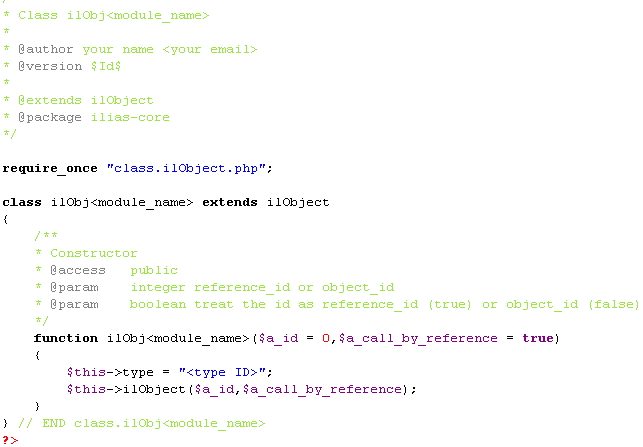 /
* Class ilObj<module_name>
*
* @author your name <your email>
* @version $Id$
*
* @extends ilObject
* @package ilias-core
*/
require_once "class.ilObject.php";
class ilObj<module_name> extends ilObject
{
/**
* Constructor
* @access public
* @param integer reference_id or object_id
* @param boolean treat the id as reference_id (true) or object_id (false)
*/
function ilObj<module_name>($a_id = 0,$a_call_by_reference = true)
{
$this->type = "<type ID>";
$this->ilObject($a_id,$a_call_by_reference);
}
} // END class.ilObj<module_name>
?>